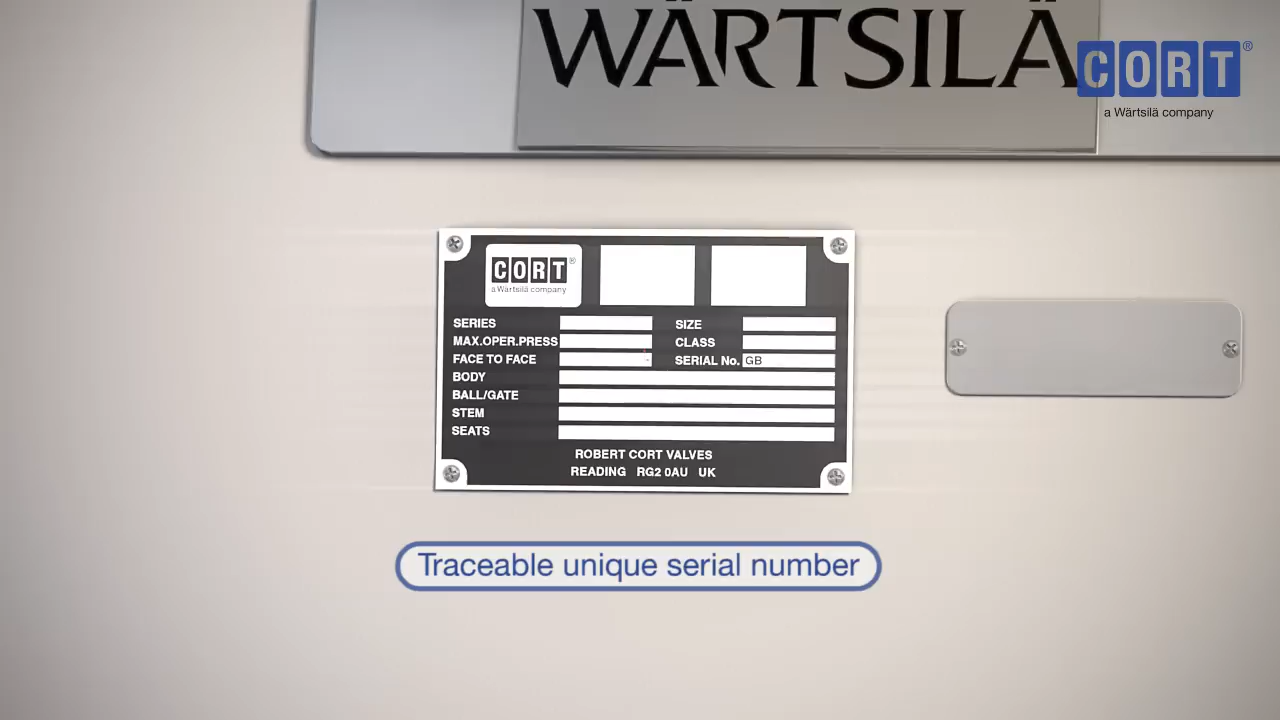 WÄRTSILÄ
CORT®
a Wärtsilä company
CORT®
a Wärtsilä company
SERIES
SIZE
MAX.OPER.PRESS
CLASS
FACE TO FACE
SERIAL No. GB
BODY
BALL/GATE
STEM
SEATS
ROBERT CORT VALVES
READING RG2 0AU UK
Traceable unique serial number